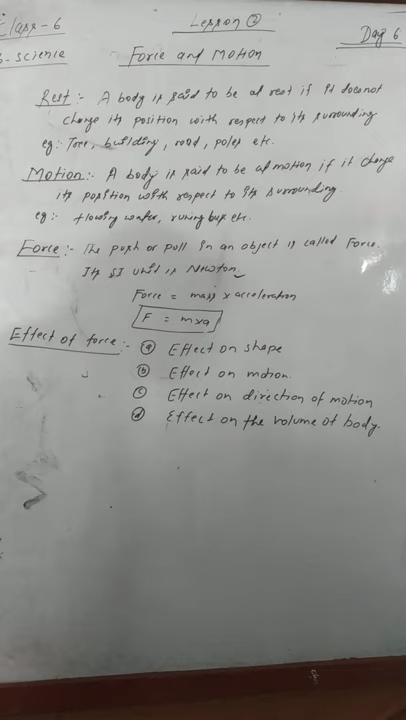 Class - 6
Lesson ②
Day 6
S - science
Force and Motion
Rest :- A body is said to be at rest if it does not
change its position with respect to its surrounding
eg: Tree, building, road, poles etc.
Motion :- A body is said to be at motion if it change
its position with respect to its surrounding.
eg :- flowing water, runing bus etc.
Force :- The push or pull in an object is called Force.
Its SI unit is Newton
Force = mass x acceleration
F = mxa
Effect of force :- ⓐ Effect on shape
ⓑ Effect on motion.
ⓒ Effect on direction of motion
ⓓ Effect on the volume of body.